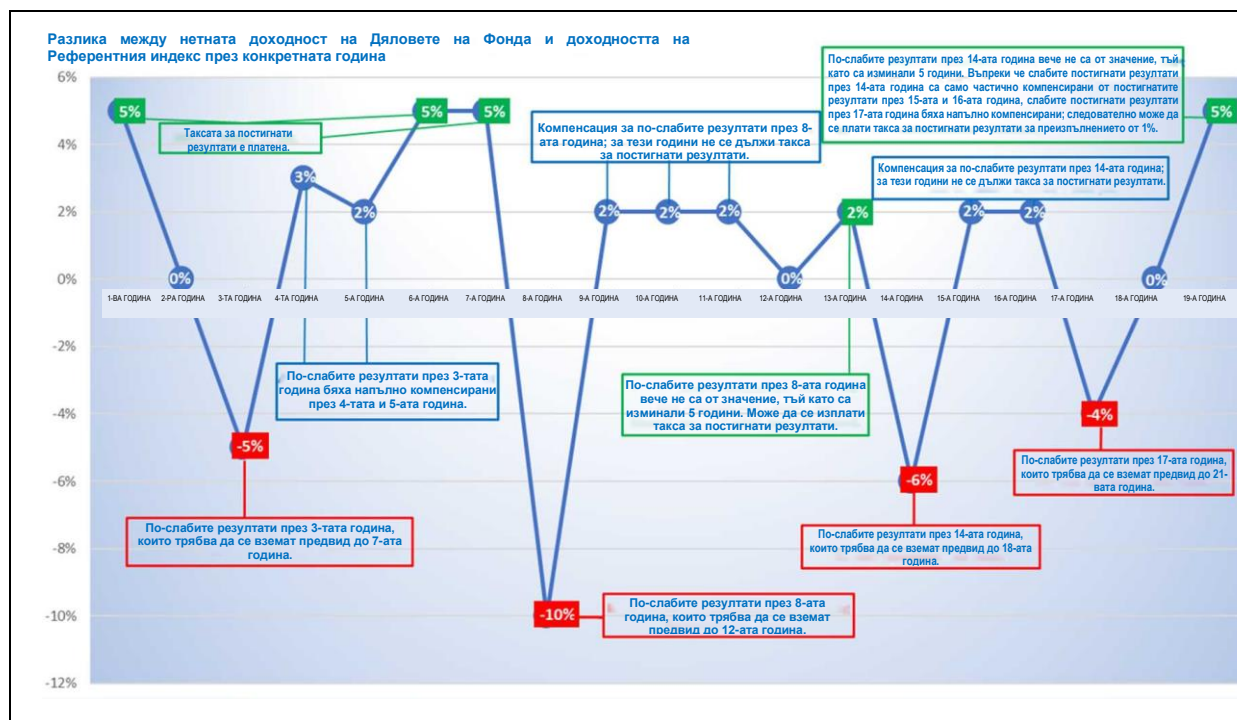 Разлика между нетната доходност на Дяловете на Фонда и доходността на
Референтния индекс през конкретната година
6%
4%
2%
0%
-2%
-4%
-6%
-8%
-10%
-12%
5%
0%
-5%
3%
2%
5%
5%
-10%
2%
2%
2%
0%
2%
-6%
2%
2%
-4%
0%
5%
Таксата за постигнати
резултати е платена.
Компенсация за по-слабите резултати през 8-
ата година; за тези години не се дължи такса
за постигнати резултати.
По-слабите резултати през 14-ата година вече не са от значение, тъй
като са изминали 5 години. Въпреки че слабите постигнати резултати
през 14-ата година са само частично компенсирани от постигнатите
резултати през 15-ата и 16-ата година, слабите постигнати резултати
през 17-ата година бяха напълно компенсирани; следователно може да
се плати такса за постигнати резултати за преизпълнението от 1%.
Компенсация за по-слабите резултати през 14-ата година;
за тези години не се дължи такса за постигнати резултати.
1-ВА ГОДИНА
2-РА ГОДИНА
3-ТА ГОДИНА
4-ТА ГОДИНА
5-А ГОДИНА
6-А ГОДИНА
7-А ГОДИНА
8-А ГОДИНА
9-А ГОДИНА
10-А ГОДИНА
11-А ГОДИНА
12-А ГОДИНА
13-А ГОДИНА
14-А ГОДИНА
15-А ГОДИНА
16-А ГОДИНА
17-А ГОДИНА
18-А ГОДИНА
19-А ГОДИНА
По-слабите резултати през 3-тата
година бяха напълно компенсирани
през 4-тата и 5-ата година.
По-слабите резултати през 8-ата година
вече не са от значение, тъй като са
изминали 5 години. Може да се изплати
такса за постигнати резултати.
По-слабите резултати през 17-ата година,
които трябва да се вземат предвид до 21-
вата година.
По-слабите резултати през 3-тата година,
които трябва да се вземат предвид до 7-ата
година.
По-слабите резултати през 14-ата година,
които трябва да се вземат предвид до 18-ата
година.
По-слабите резултати през 8-ата
година, които трябва да се вземат
предвид до 12-ата година.